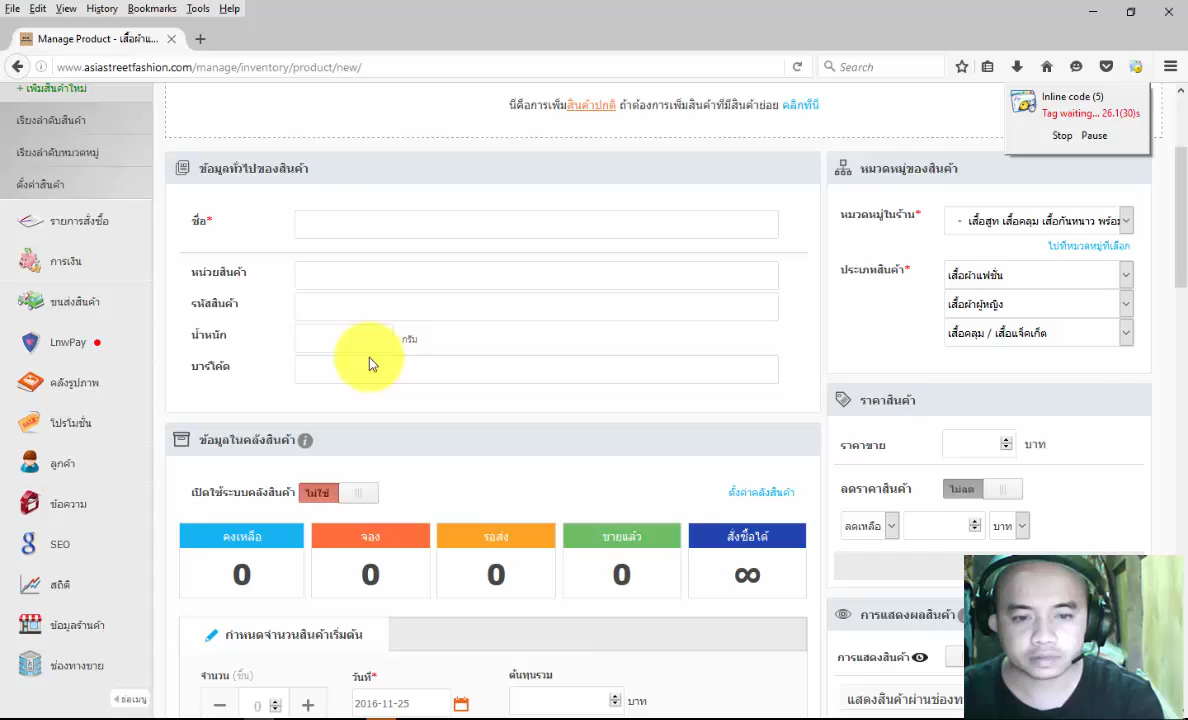 File Edit View History Bookmarks Tools Help
Manage Product - เสื้อผ้าแ...
www.asiastreetfashion.com/manage/inventory/product/new/
Search
Inline code (5)
Tag waiting... 26.1(30)s
Stop Pause
+ เพิ่มสินค้าใหม่
เรียงลำดับสินค้า
เรียงลำดับหมวดหมู่
ตั้งค่าสินค้า
รายการสั่งซื้อ
การเงิน
ขนส่งสินค้า
LnwPay
คลังรูปภาพ
โปรโมชั่น
ลูกค้า
ข้อความ
SEO
สถิติ
ข้อมูลร้านค้า
ช่องทางขาย
ซ่อนเมนู
นี่คือการเพิ่มสินค้าปกติ ถ้าต้องการเพิ่มสินค้าที่มีสินค้าย่อย คลิกที่นี่
ข้อมูลทั่วไปของสินค้า
ชื่อ*
หน่วยสินค้า
รหัสสินค้า
น้ำหนัก กรัม
บาร์โค้ด
ข้อมูลในคลังสินค้า i
เปิดใช้ระบบคลังสินค้า ไม่ใช้ ตั้งค่าคลังสินค้า
คงเหลือ จอง รอส่ง ขายแล้ว สั่งซื้อได้
0 0 0 0 ∞
กำหนดจำนวนสินค้าเริ่มต้น
จำนวน (ชิ้น) วันที่* ต้นทุนรวม
− 0 + 2016-11-25 บาท
หมวดหมู่ของสินค้า
หมวดหมู่ในร้าน* - เสื้อสูท เสื้อคลุม เสื้อกันหนาว พร้อม
ไปที่หมวดหมู่ที่เลือก
ประเภทสินค้า* เสื้อผ้าแฟชั่น
เสื้อผ้าผู้หญิง
เสื้อคลุม / เสื้อแจ็คเก็ต
ราคาสินค้า
ราคาขาย บาท
ลดราคาสินค้า ไม่ลด
ลดเหลือ บาท
การแสดงผลสินค้า
การแสดงสินค้า
แสดงสินค้าผ่านช่องท